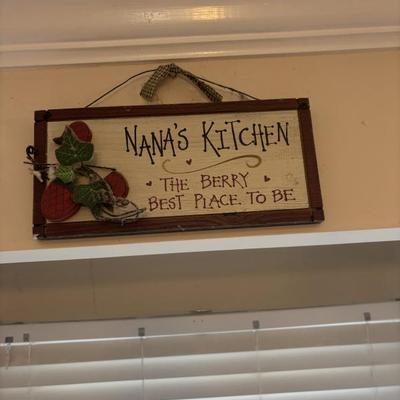 NANA'S KITCHEN
THE BERRY
BEST PLACE TO BE